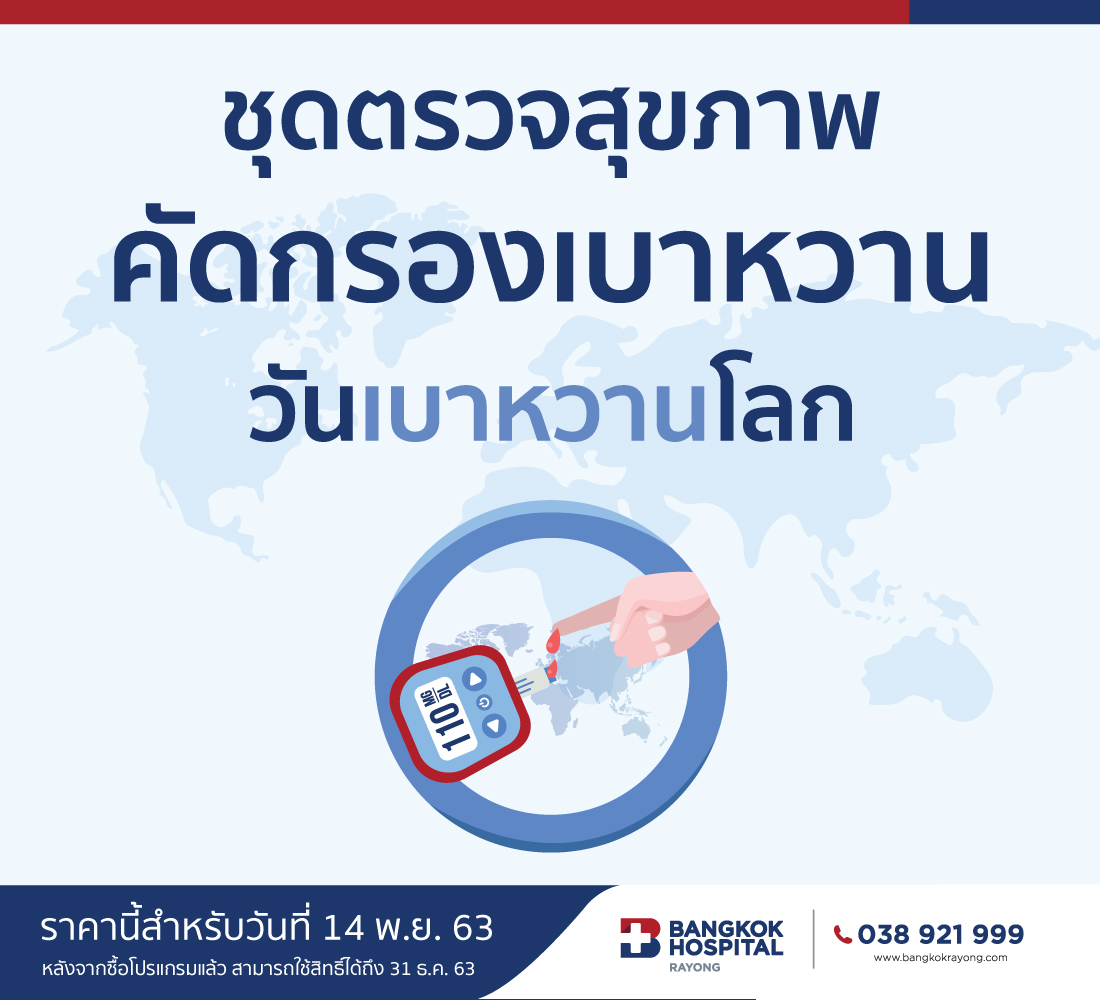 ชุดตรวจสุขภาพ
คัดกรองเบาหวาน
วันเบาหวานโลก
110 MG DL
ราคานี้สำหรับวันที่ 14 พ.ย. 63
หลังจากซื้อโปรแกรมแล้ว สามารถใช้สิทธิ์ได้ถึง 31 ธ.ค. 63
BANGKOK
HOSPITAL
RAYONG
038 921 999
www.bangkokrayong.com